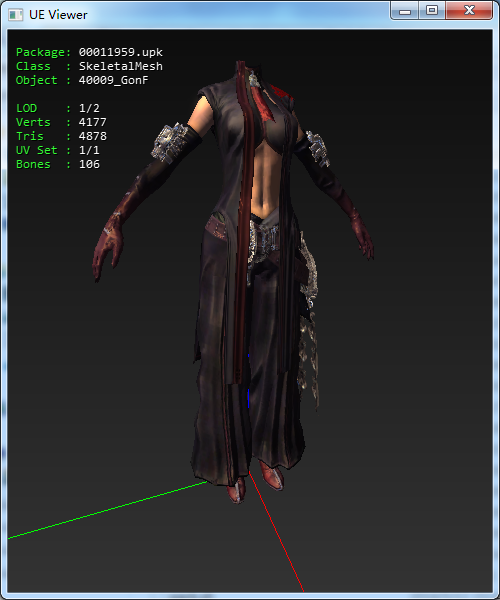 UE Viewer
Package: 00011959.upk
Class : SkeletalMesh
Object : 40009_GonF
LOD : 1/2
Verts : 4177
Tris : 4878
UV Set : 1/1
Bones : 106